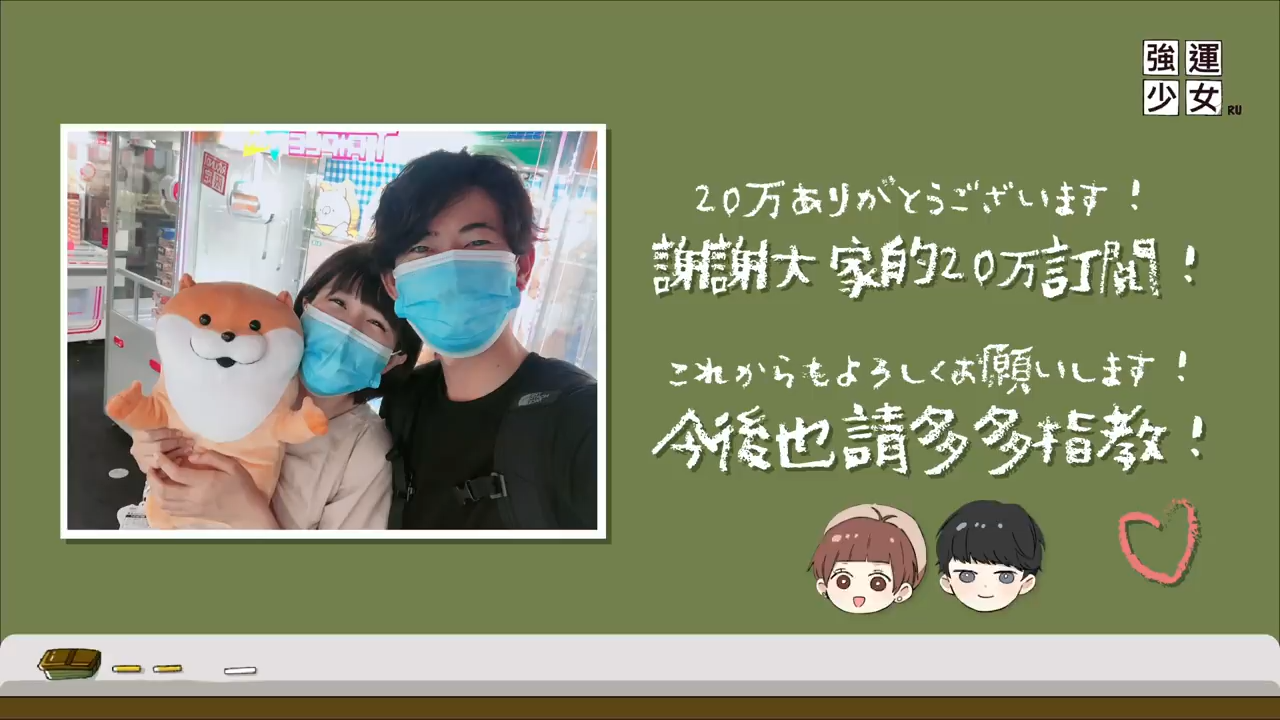 強運
少女RU
20万ありがとうございます!
謝謝大家的20万訂閱!
これからもよろしくお願いします!
今後也請多多指教!